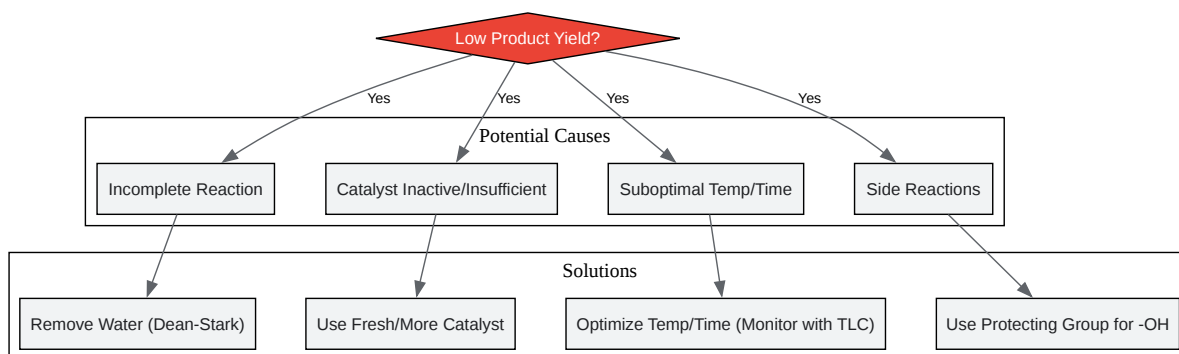 Low Product Yield?
Yes
Yes
Yes
Yes
Potential Causes
Incomplete Reaction
Catalyst Inactive/Insufficient
Suboptimal Temp/Time
Side Reactions
Solutions
Remove Water (Dean-Stark)
Use Fresh/More Catalyst
Optimize Temp/Time (Monitor with TLC)
Use Protecting Group for -OH